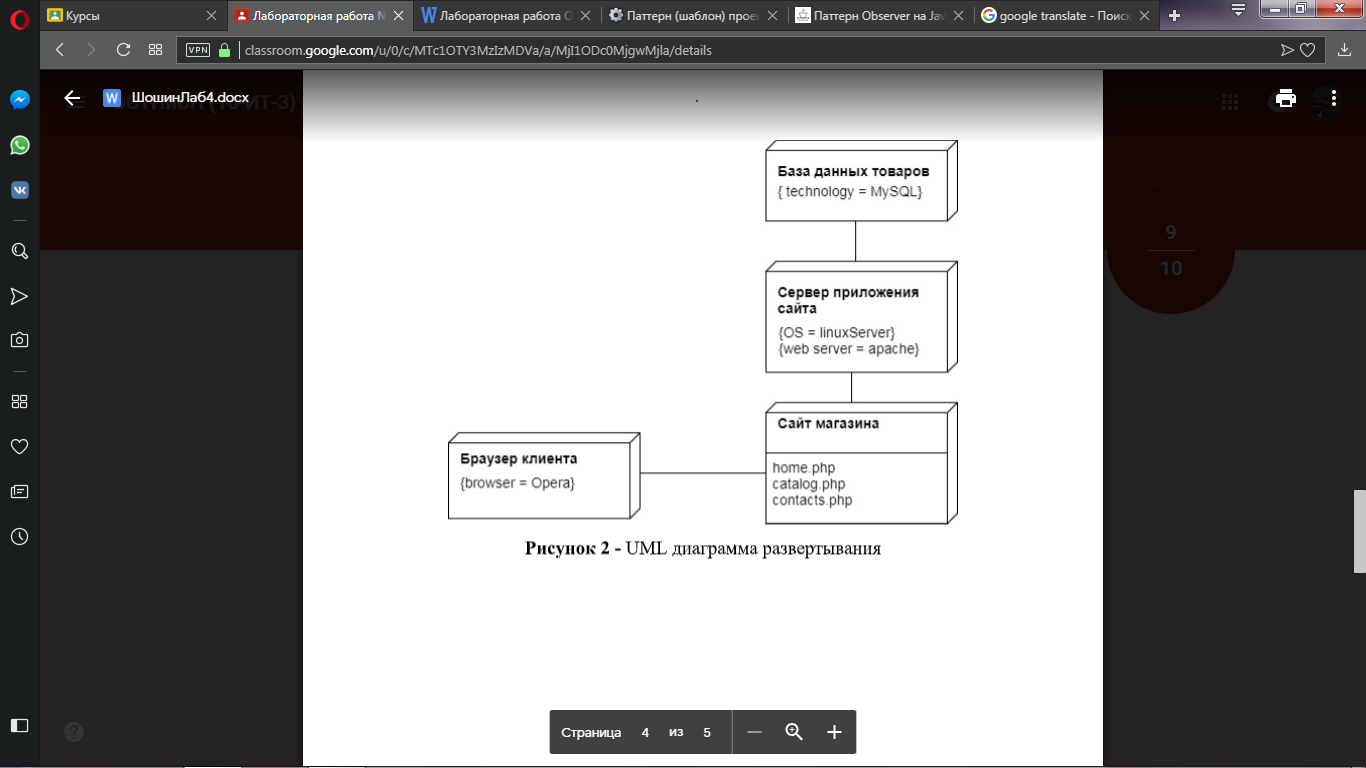 Курсы
Лабораторная работа N
Лабораторная работа О
Паттерн (шаблон) прое
Паттерн Observer на Jav
google translate - Поиск
VPN
classroom.google.com/u/0/c/MTc1OTY3MzIzMDVa/a/MjI1ODc0MjgwMjla/details
W
ШошинЛаб4.docx
ИТ-3)
9
10
База данных товаров
{ technology = MySQL}
Сервер приложения
сайта
{OS = linuxServer}
{web server = apache}
Сайт магазина
home.php
catalog.php
contacts.php
Браузер клиента
{browser = Opera}
Рисунок 2 - UML диаграмма развертывания
Страница 4 из 5